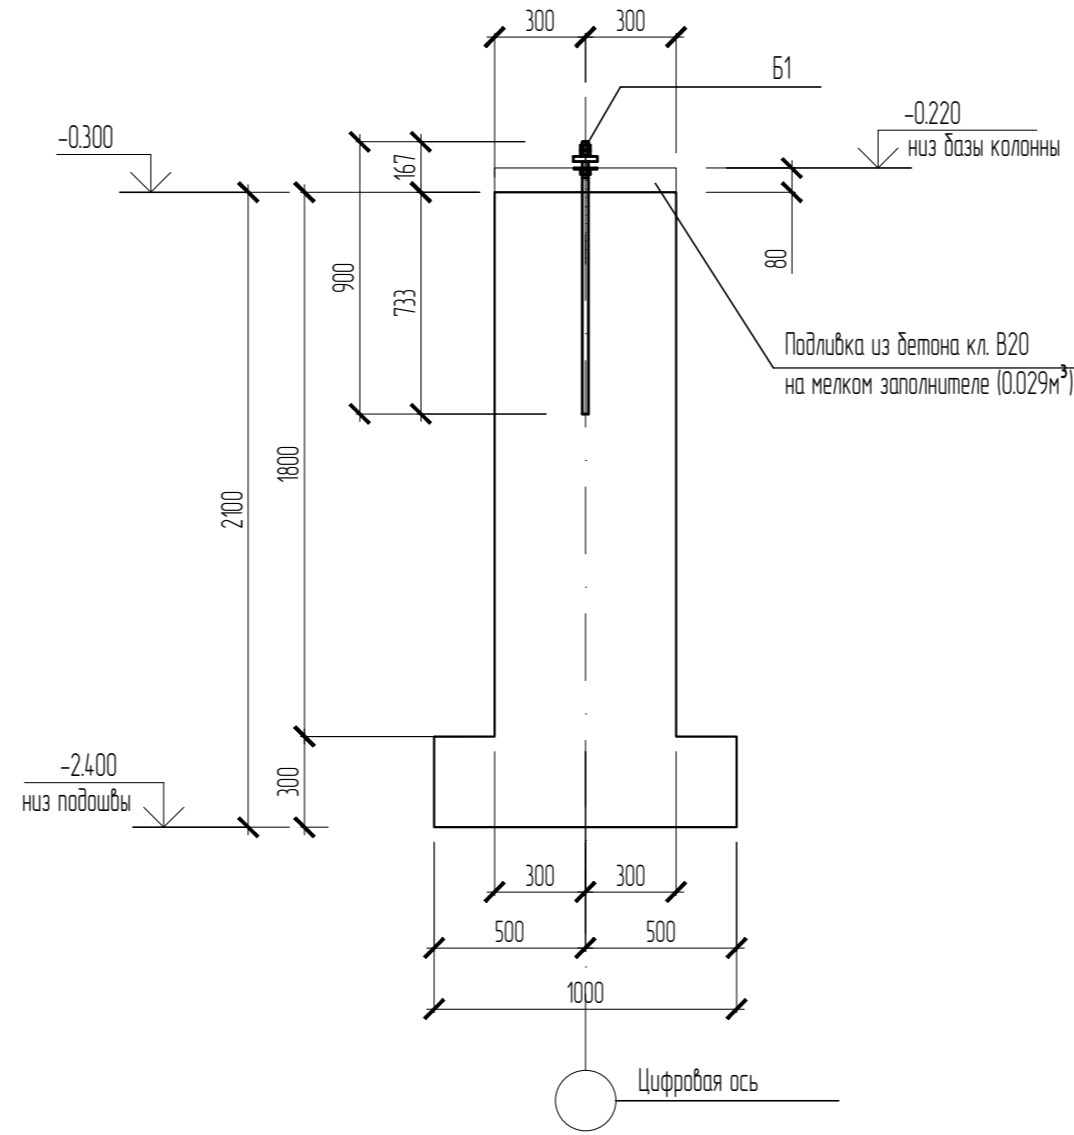 300
300
Б1
-0.300
-0.220
низ базы колонны
167
80
900
733
Подливка из бетона кл. В20
на мелком заполнителе (0.029м³)
1800
2100
-2.400
низ подошвы
300
300
300
500
500
1000
Цифровая ось